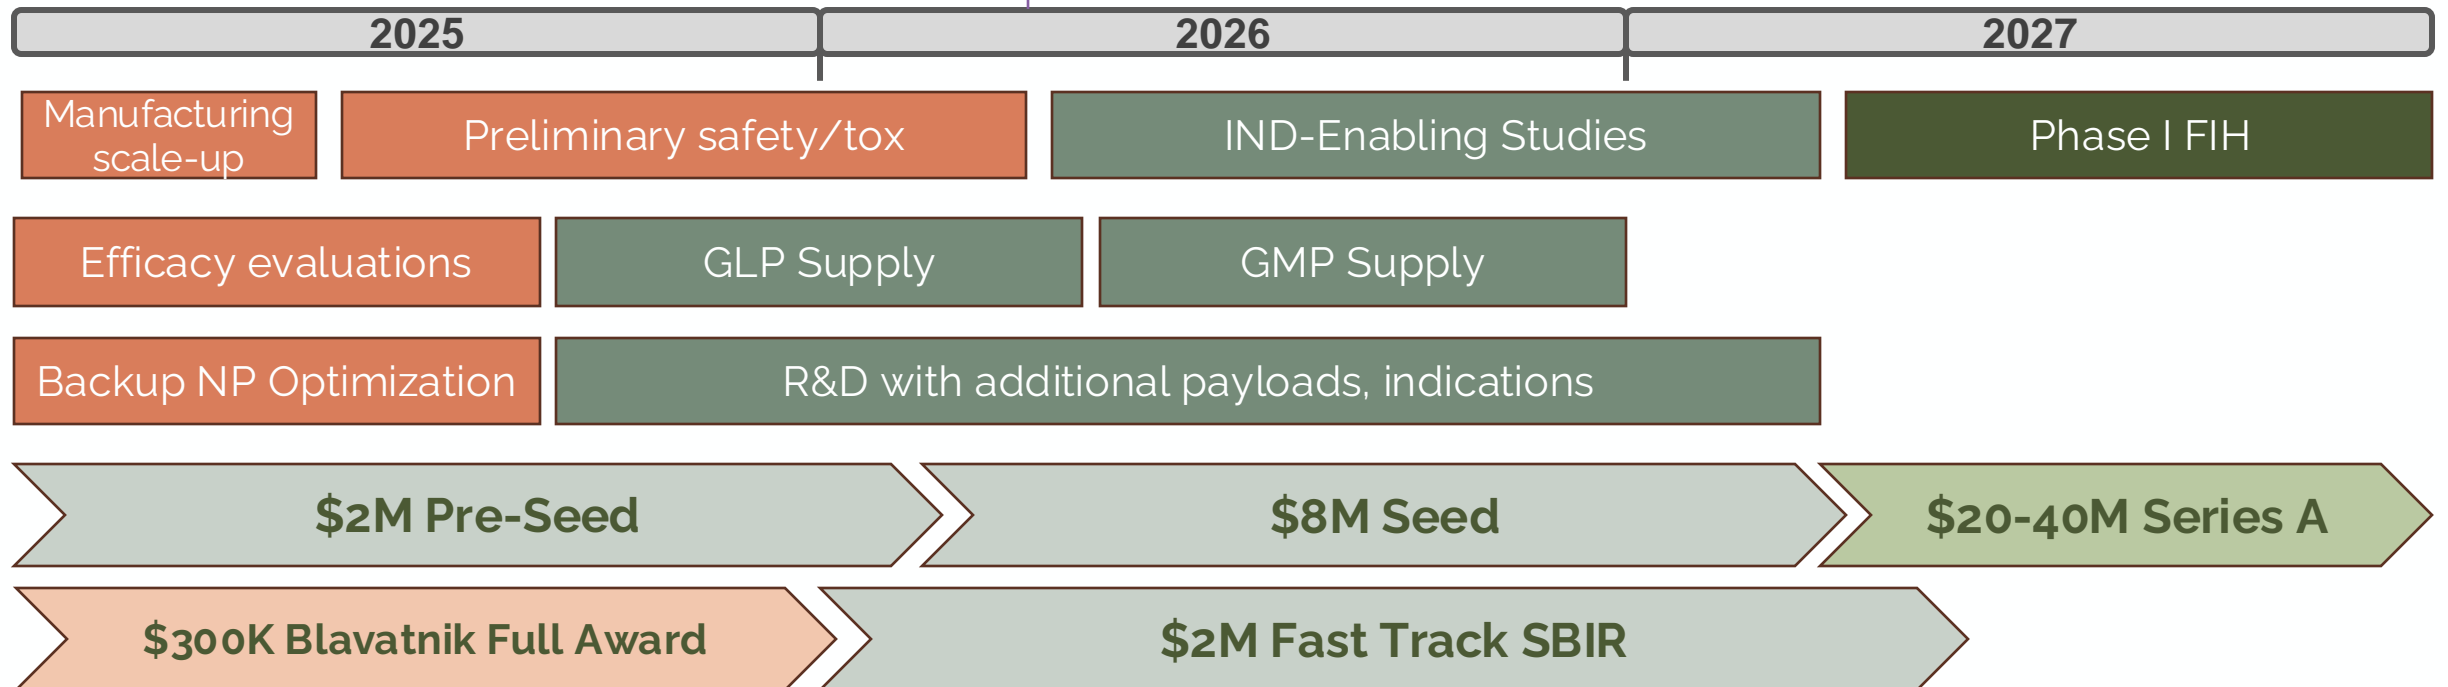 2025 2026 2027
Manufacturing
scale-up
Preliminary safety/tox
IND-Enabling Studies
Phase I FIH
Efficacy evaluations
GLP Supply
GMP Supply
Backup NP Optimization
R&D with additional payloads, indications
$2M Pre-Seed
$8M Seed
$20-40M Series A
$300K Blavatnik Full Award
$2M Fast Track SBIR